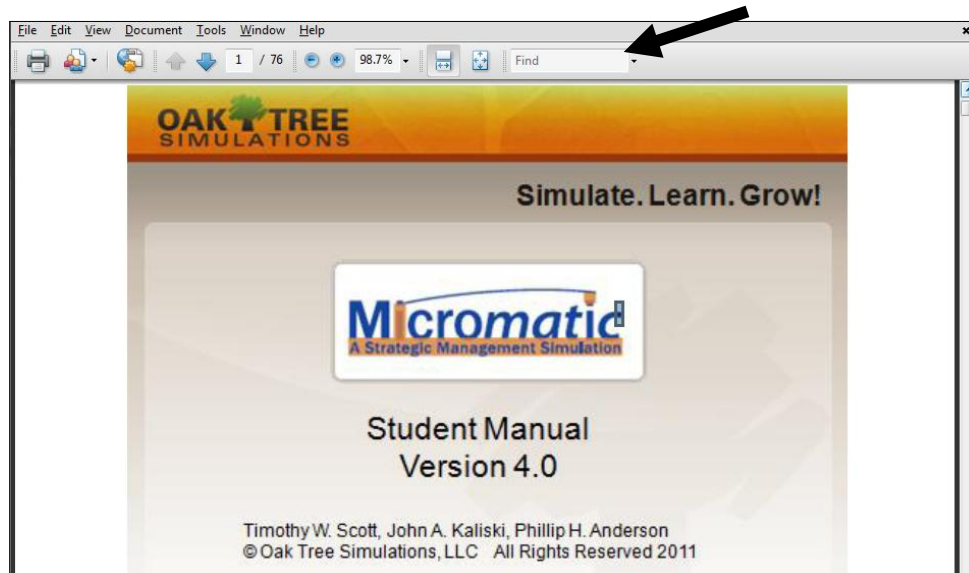 File Edit View Document Tools Window Help
1 / 76 98.7% Find
OAK TREE
SIMULATIONS
Simulate. Learn. Grow!
Micromatic
A Strategic Management Simulation
Student Manual
Version 4.0
Timothy W. Scott, John A. Kaliski, Phillip H. Anderson
© Oak Tree Simulations, LLC All Rights Reserved 2011